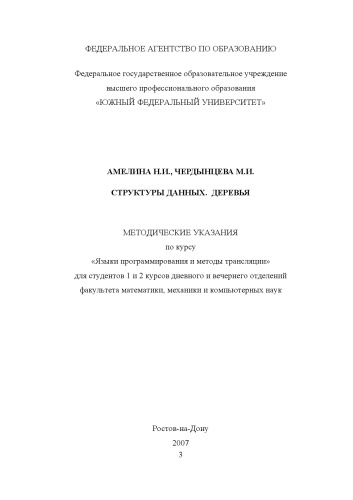 ФЕДЕРАЛЬНОЕ АГЕНТСТВО ПО ОБРАЗОВАНИЮ
Федеральное государственное образовательное учреждение
высшего профессионального образования
«ЮЖНЫЙ ФЕДЕРАЛЬНЫЙ УНИВЕРСИТЕТ»
АМЕЛИНА Н.И., ЧЕРДЫНЦЕВА М.И.
СТРУКТУРЫ ДАННЫХ. ДЕРЕВЬЯ
МЕТОДИЧЕСКИЕ УКАЗАНИЯ
по курсу
«Языки программирования и методы трансляции»
для студентов 1 и 2 курсов дневного и вечернего отделений
факультета математики, механики и компьютерных наук
Ростов-на-Дону
2007
3